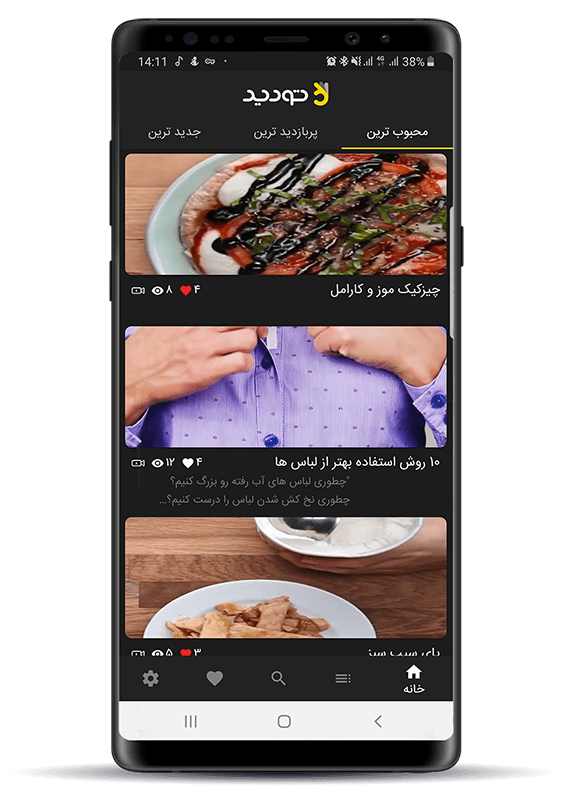 14:11
4G
38%
تودید
محبوب ترین
پربازدید ترین
جدید ترین
چیزکیک موز و کارامل
۴
۸
۱۰ روش استفاده بهتر از لباس ها
۴
۱۲
"چطوری لباس های آب رفته رو بزرگ کنیم؟
چطوری نخ کش شدن لباس را درست کنیم؟...
پای سیب سبز
۳
۵
خانه